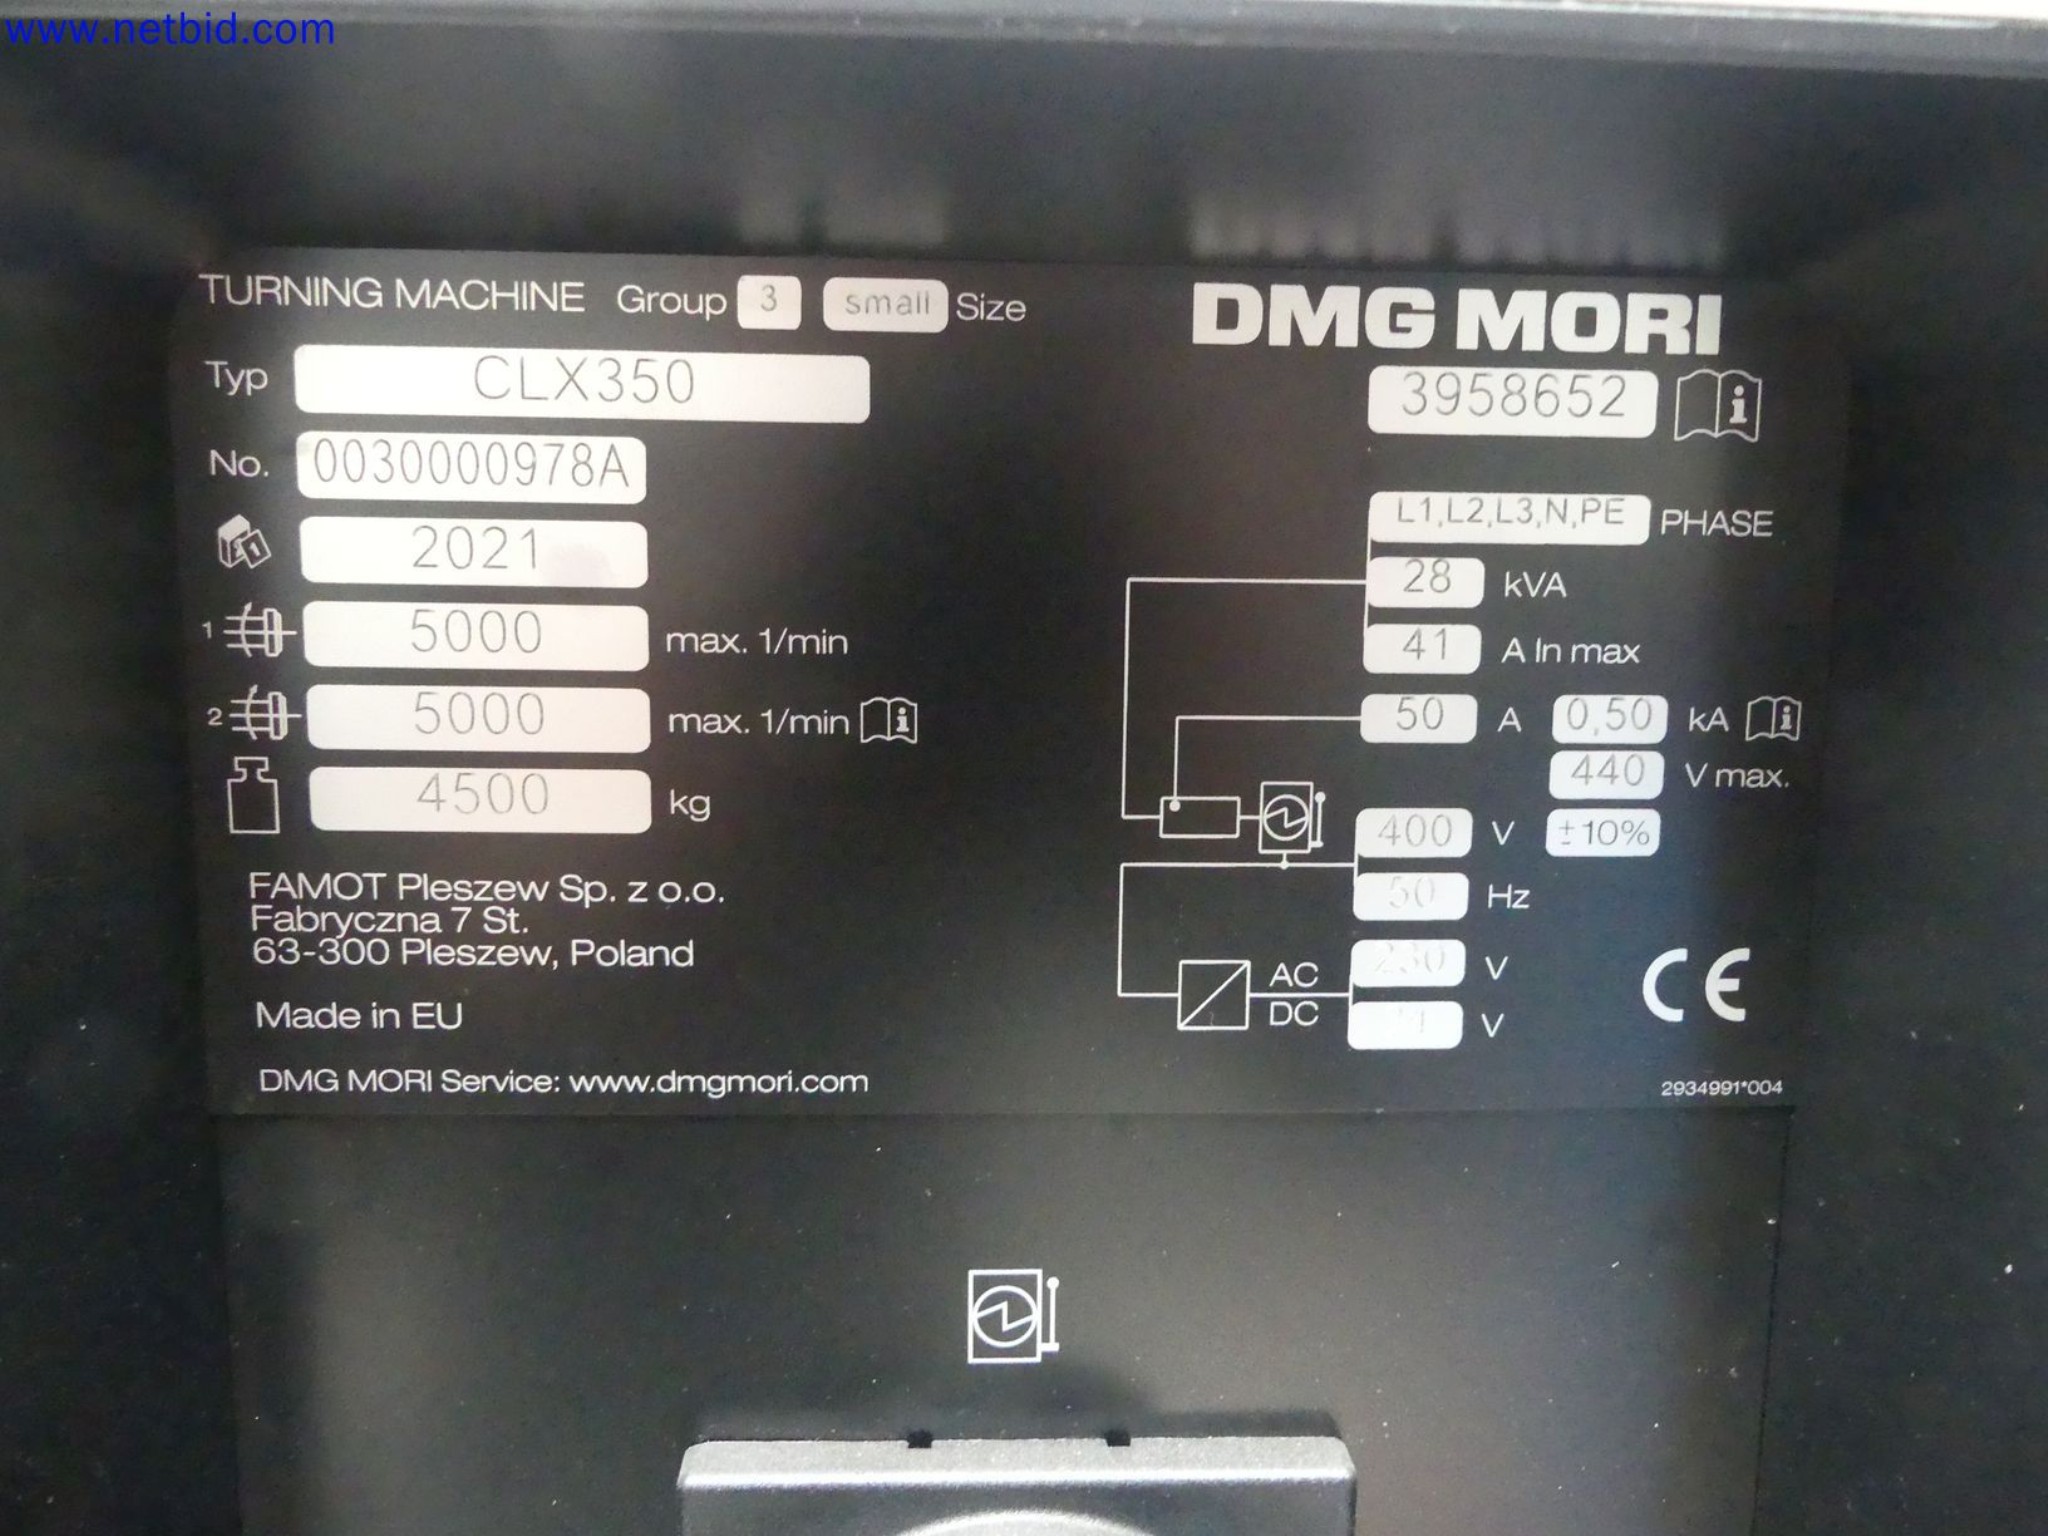 www.netbid.com
TURNING MACHINE Group 3 small Size
DMG MORI
Typ CLX350
3958652 i
No. 0030000978A
2021
L1,L2,L3,N,PE PHASE
28 kVA
1 5000 max. 1/min
41 A In max
2 5000 max. 1/min i
50 A 0,50 kA i
440 V max.
4500 kg
400 V ±10%
50 Hz
FAMOT Pleszew Sp. z o.o.
Fabryczna 7 St.
63-300 Pleszew, Poland
AC 230 V
DC V
CE
Made in EU
DMG MORI Service: www.dmgmori.com
2934991*004